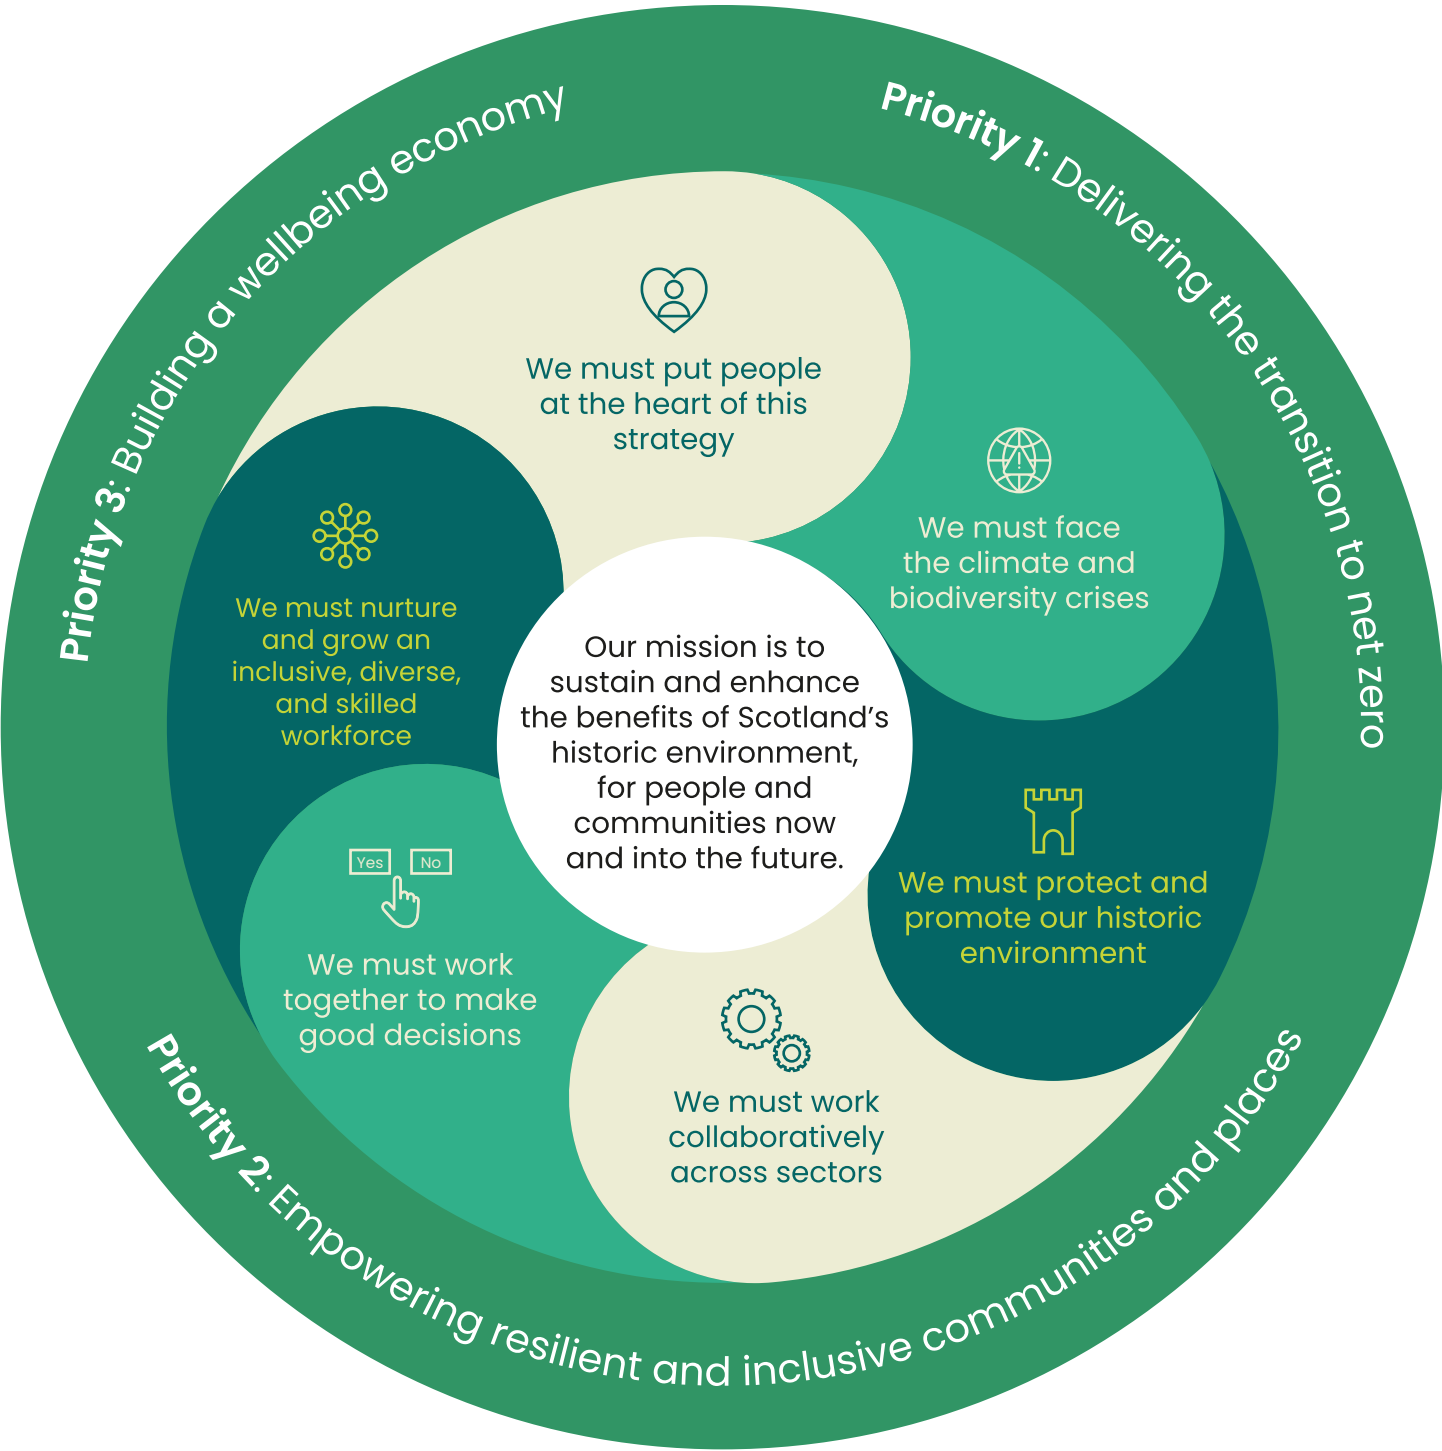 Priority 1: Delivering the transition to net zero
Priority 2: Empowering resilient and inclusive communities and places
Priority 3: Building a wellbeing economy
We must put people
at the heart of this
strategy
We must face
the climate and
biodiversity crises
We must protect and
promote our historic
environment
We must work
collaboratively
across sectors
Yes
No
We must work
together to make
good decisions
We must nurture
and grow an
inclusive, diverse,
and skilled
workforce
Our mission is to
sustain and enhance
the benefits of Scotland’s
historic environment,
for people and
communities now
and into the future.